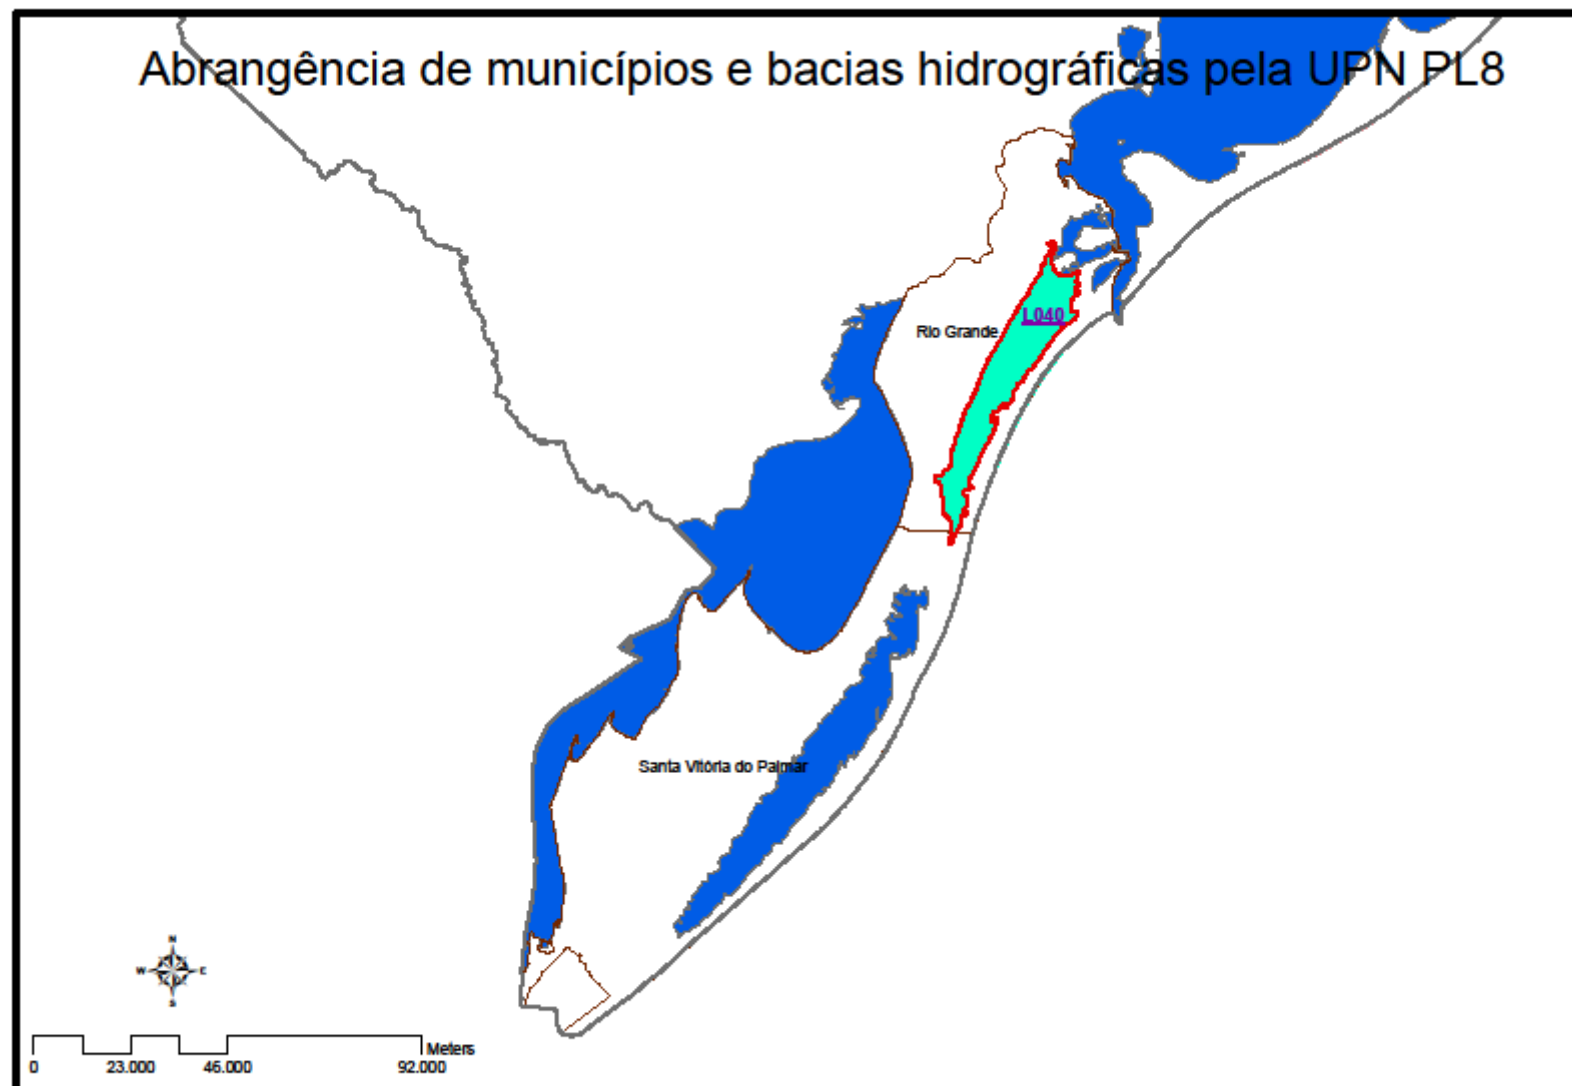 Abrangência de municípios e bacias hidrográficas pela UPN PL8
L040
Rio Grande
Santa Vitória do Palmar
N
W E
S
Meters
0 23.000 46.000 92.000